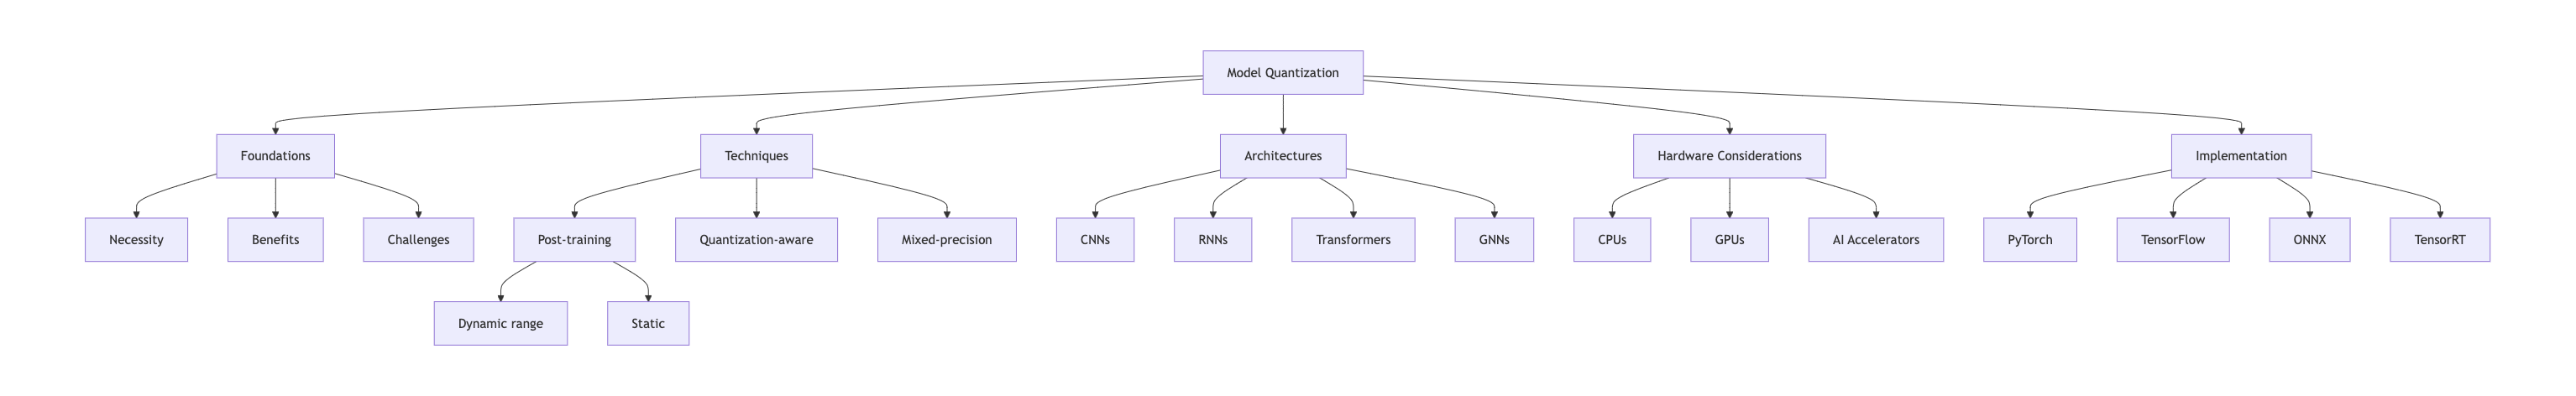 Model Quantization
Foundations
Techniques
Architectures
Hardware Considerations
Implementation
Necessity
Benefits
Challenges
Post-training
Quantization-aware
Mixed-precision
CNNs
RNNs
Transformers
GNNs
CPUs
GPUs
AI Accelerators
PyTorch
TensorFlow
ONNX
TensorRT
Dynamic range
Static